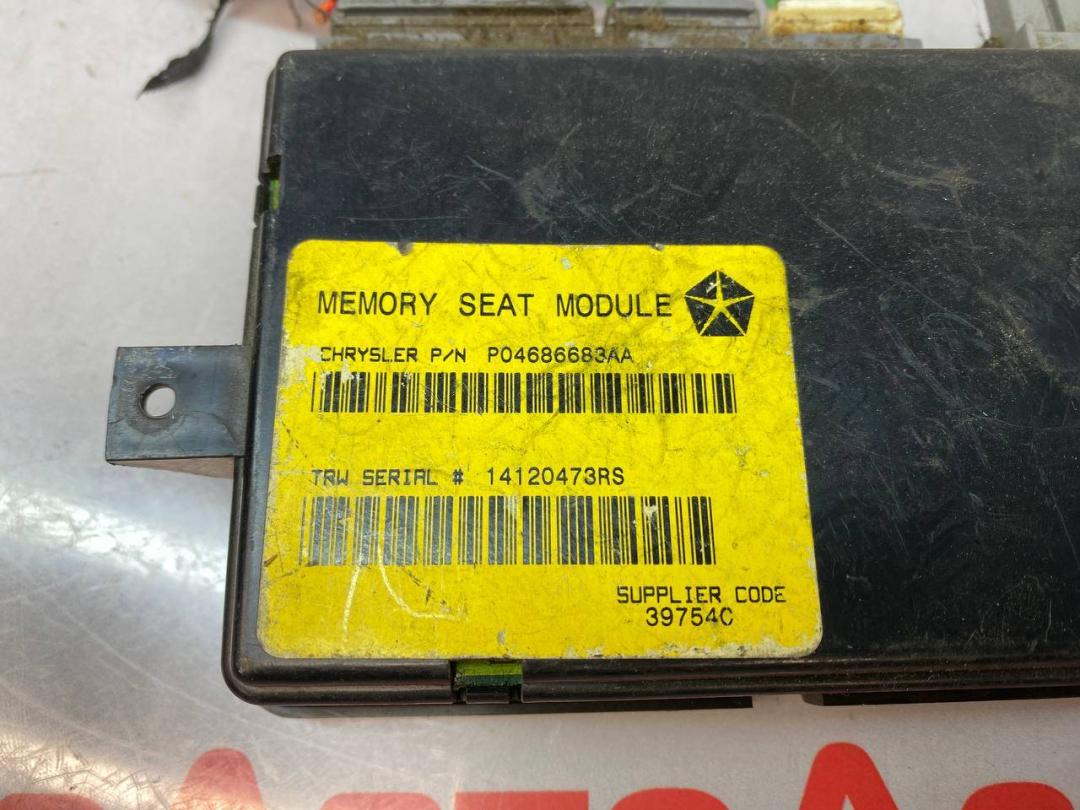 MEMORY SEAT MODULE
CHRYSLER P/N P04686683AA
TRW SERIAL # 14120473RS
SUPPLIER CODE
39754C